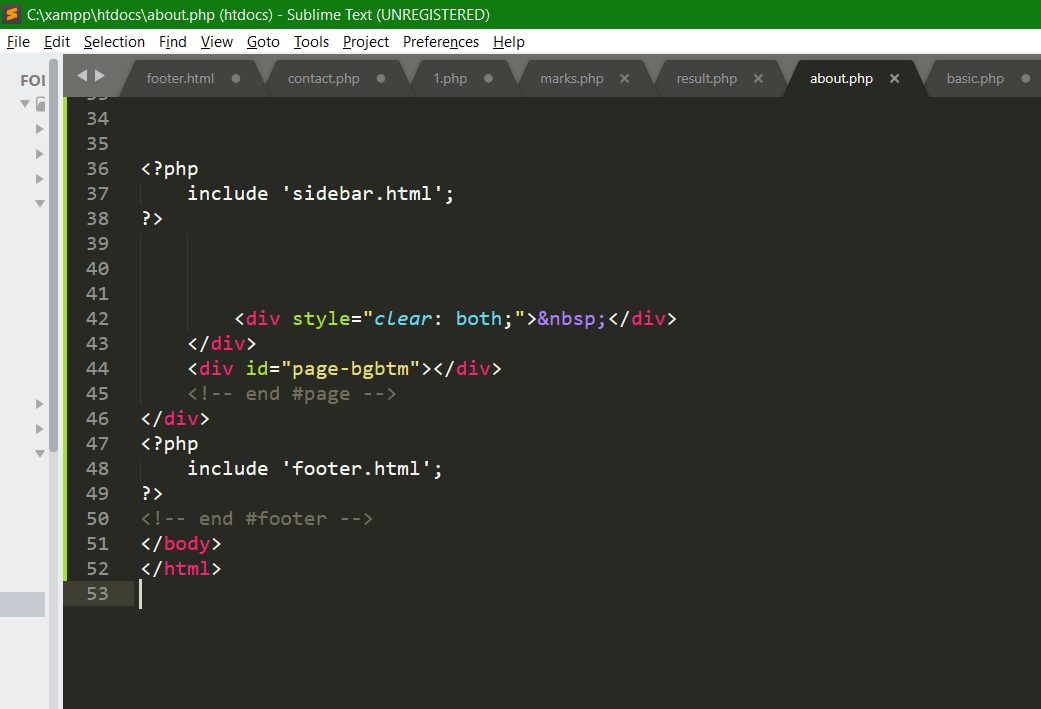 C:\xampp\htdocs\about.php (htdocs) - Sublime Text (UNREGISTERED)
File Edit Selection Find View Goto Tools Project Preferences Help
FOI
footer.html contact.php 1.php marks.php result.php about.php basic.php
34
35
36 <?php
37 include 'sidebar.html';
38 ?>
39
40
41
42 <div style="clear: both;">&nbsp;</div>
43 </div>
44 <div id="page-bgbtm"></div>
45 <!-- end #page -->
46 </div>
47 <?php
48 include 'footer.html';
49 ?>
50 <!-- end #footer -->
51 </body>
52 </html>
53